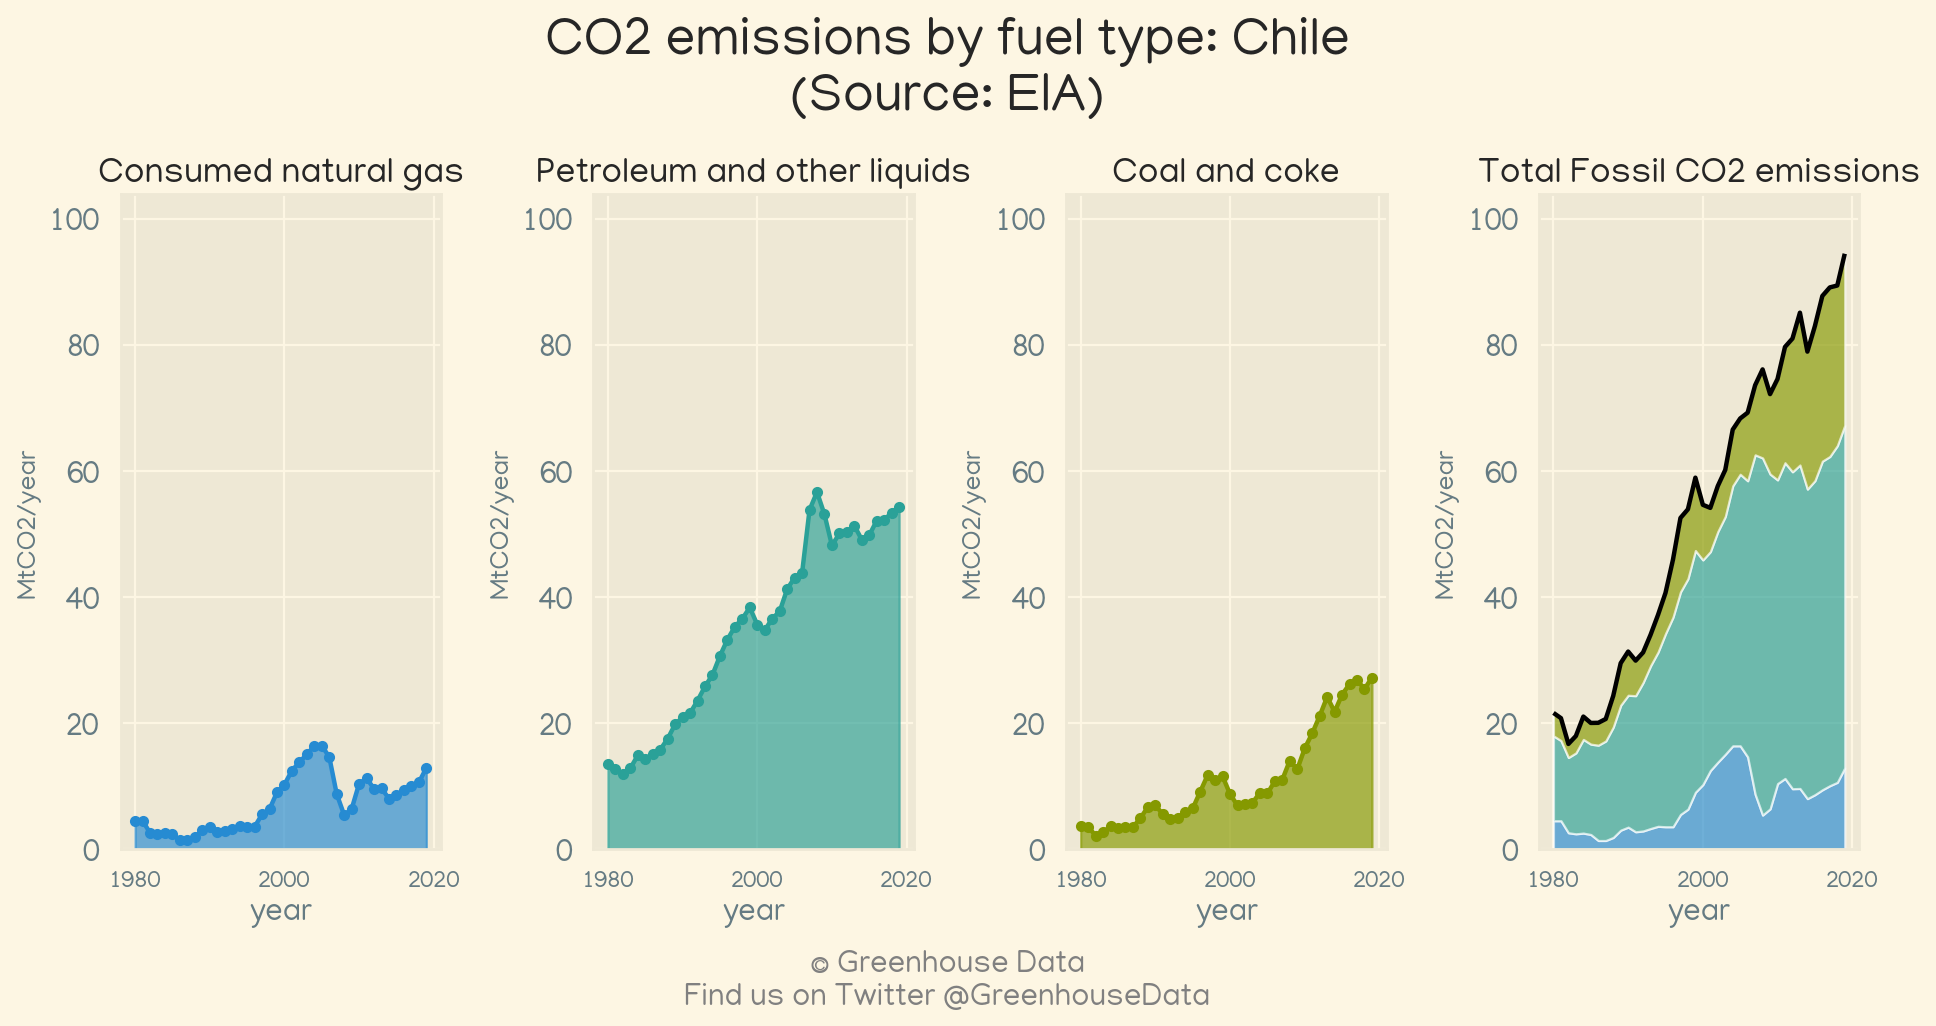 CO2 emissions by fuel type: Chile
(Source: EIA)
Consumed natural gas
Petroleum and other liquids
Coal and coke
Total Fossil CO2 emissions
100
80
60
40
20
0
MtCO2/year
1980
2000
2020
year
100
80
60
40
20
0
MtCO2/year
1980
2000
2020
year
100
80
60
40
20
0
MtCO2/year
1980
2000
2020
year
100
80
60
40
20
0
MtCO2/year
1980
2000
2020
year
© Greenhouse Data
Find us on Twitter @GreenhouseData